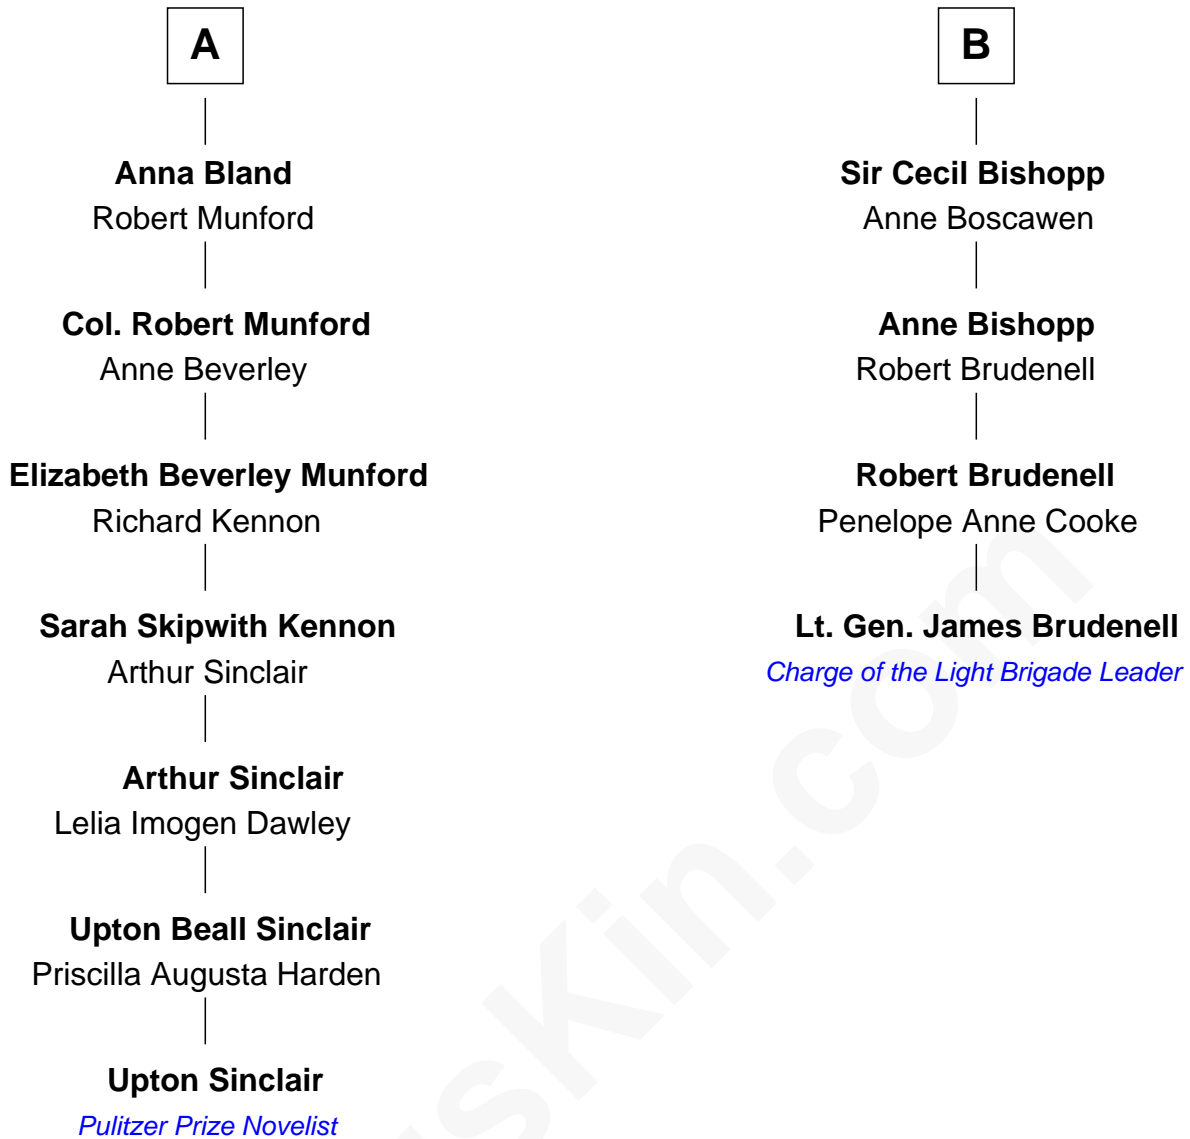 A
Anna Bland
Robert Munford
Col. Robert Munford
Anne Beverley
Elizabeth Beverley Munford
Richard Kennon
Sarah Skipwith Kennon
Arthur Sinclair
Arthur Sinclair
Lelia Imogen Dawley
Upton Beall Sinclair
Priscilla Augusta Harden
Upton Sinclair
Pulitzer Prize Novelist
B
Sir Cecil Bishopp
Anne Boscawen
Anne Bishopp
Robert Brudenell
Robert Brudenell
Penelope Anne Cooke
Lt. Gen. James Brudenell
Charge of the Light Brigade Leader
sKin.com